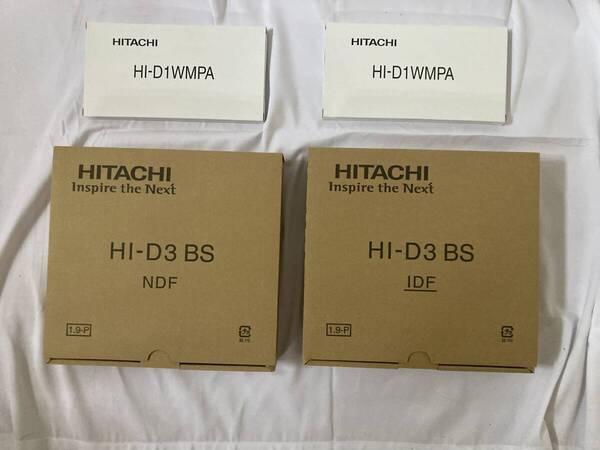 HITACHI
HI-D1WMPA
HITACHI
HI-D1WMPA
HITACHI
Inspire the Next
HI-D3 BS
NDF
1.9-P
HITACHI
Inspire the Next
HI-D3 BS
IDF
1.9-P